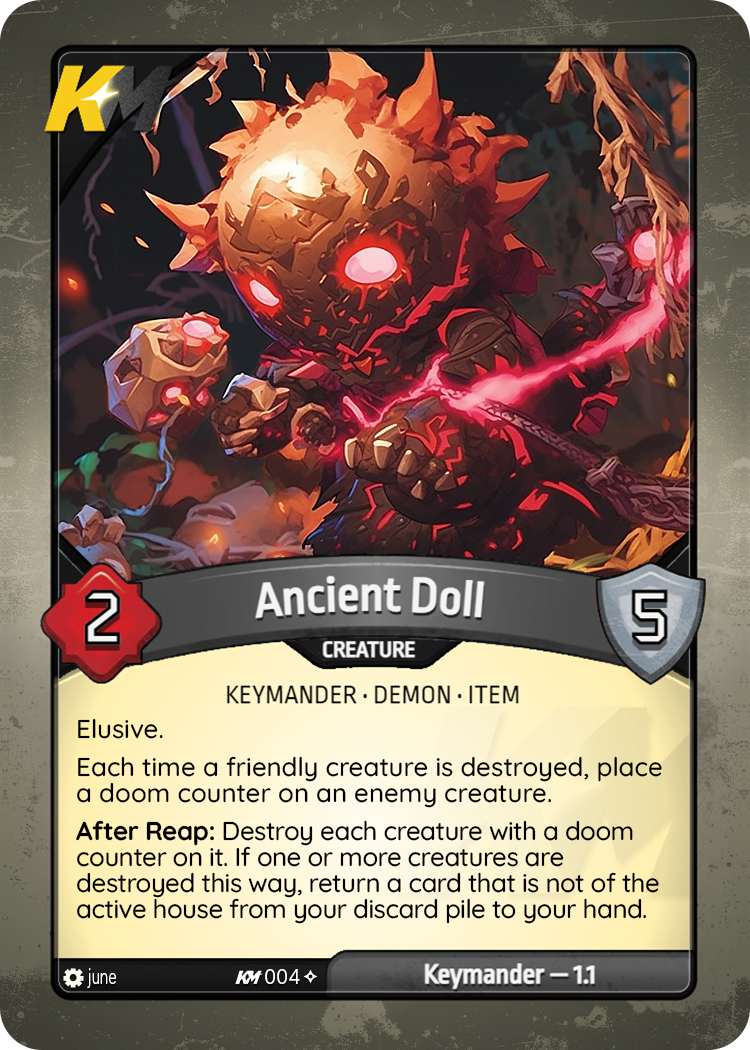 KM
Ancient Doll
2
5
CREATURE
KEYMANDER • DEMON • ITEM
Elusive.
Each time a friendly creature is destroyed, place
a doom counter on an enemy creature.
After Reap: Destroy each creature with a doom
counter on it. If one or more creatures are
destroyed this way, return a card that is not of the
active house from your discard pile to your hand.
june
KM 004
Keymander — 1.1